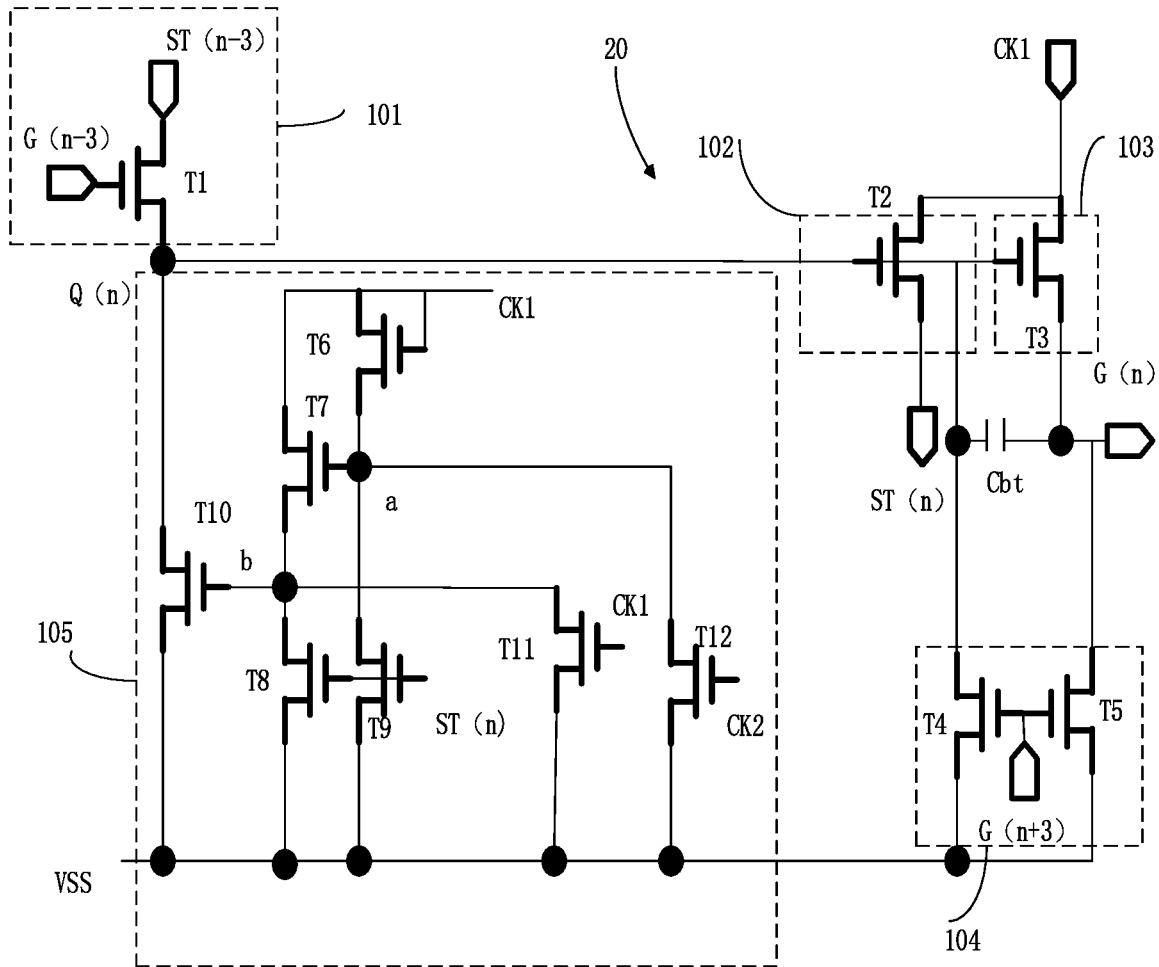 ST (n-3)
20
CK1
101
G (n-3)
102
103
T1
T2
Q (n)
CK1
T6
T3
G (n)
T7
a
ST (n)
Cbt
T10
b
CK1
105
T11
T12
T8
T9
ST (n)
CK2
T4
T5
G (n+3)
VSS
104